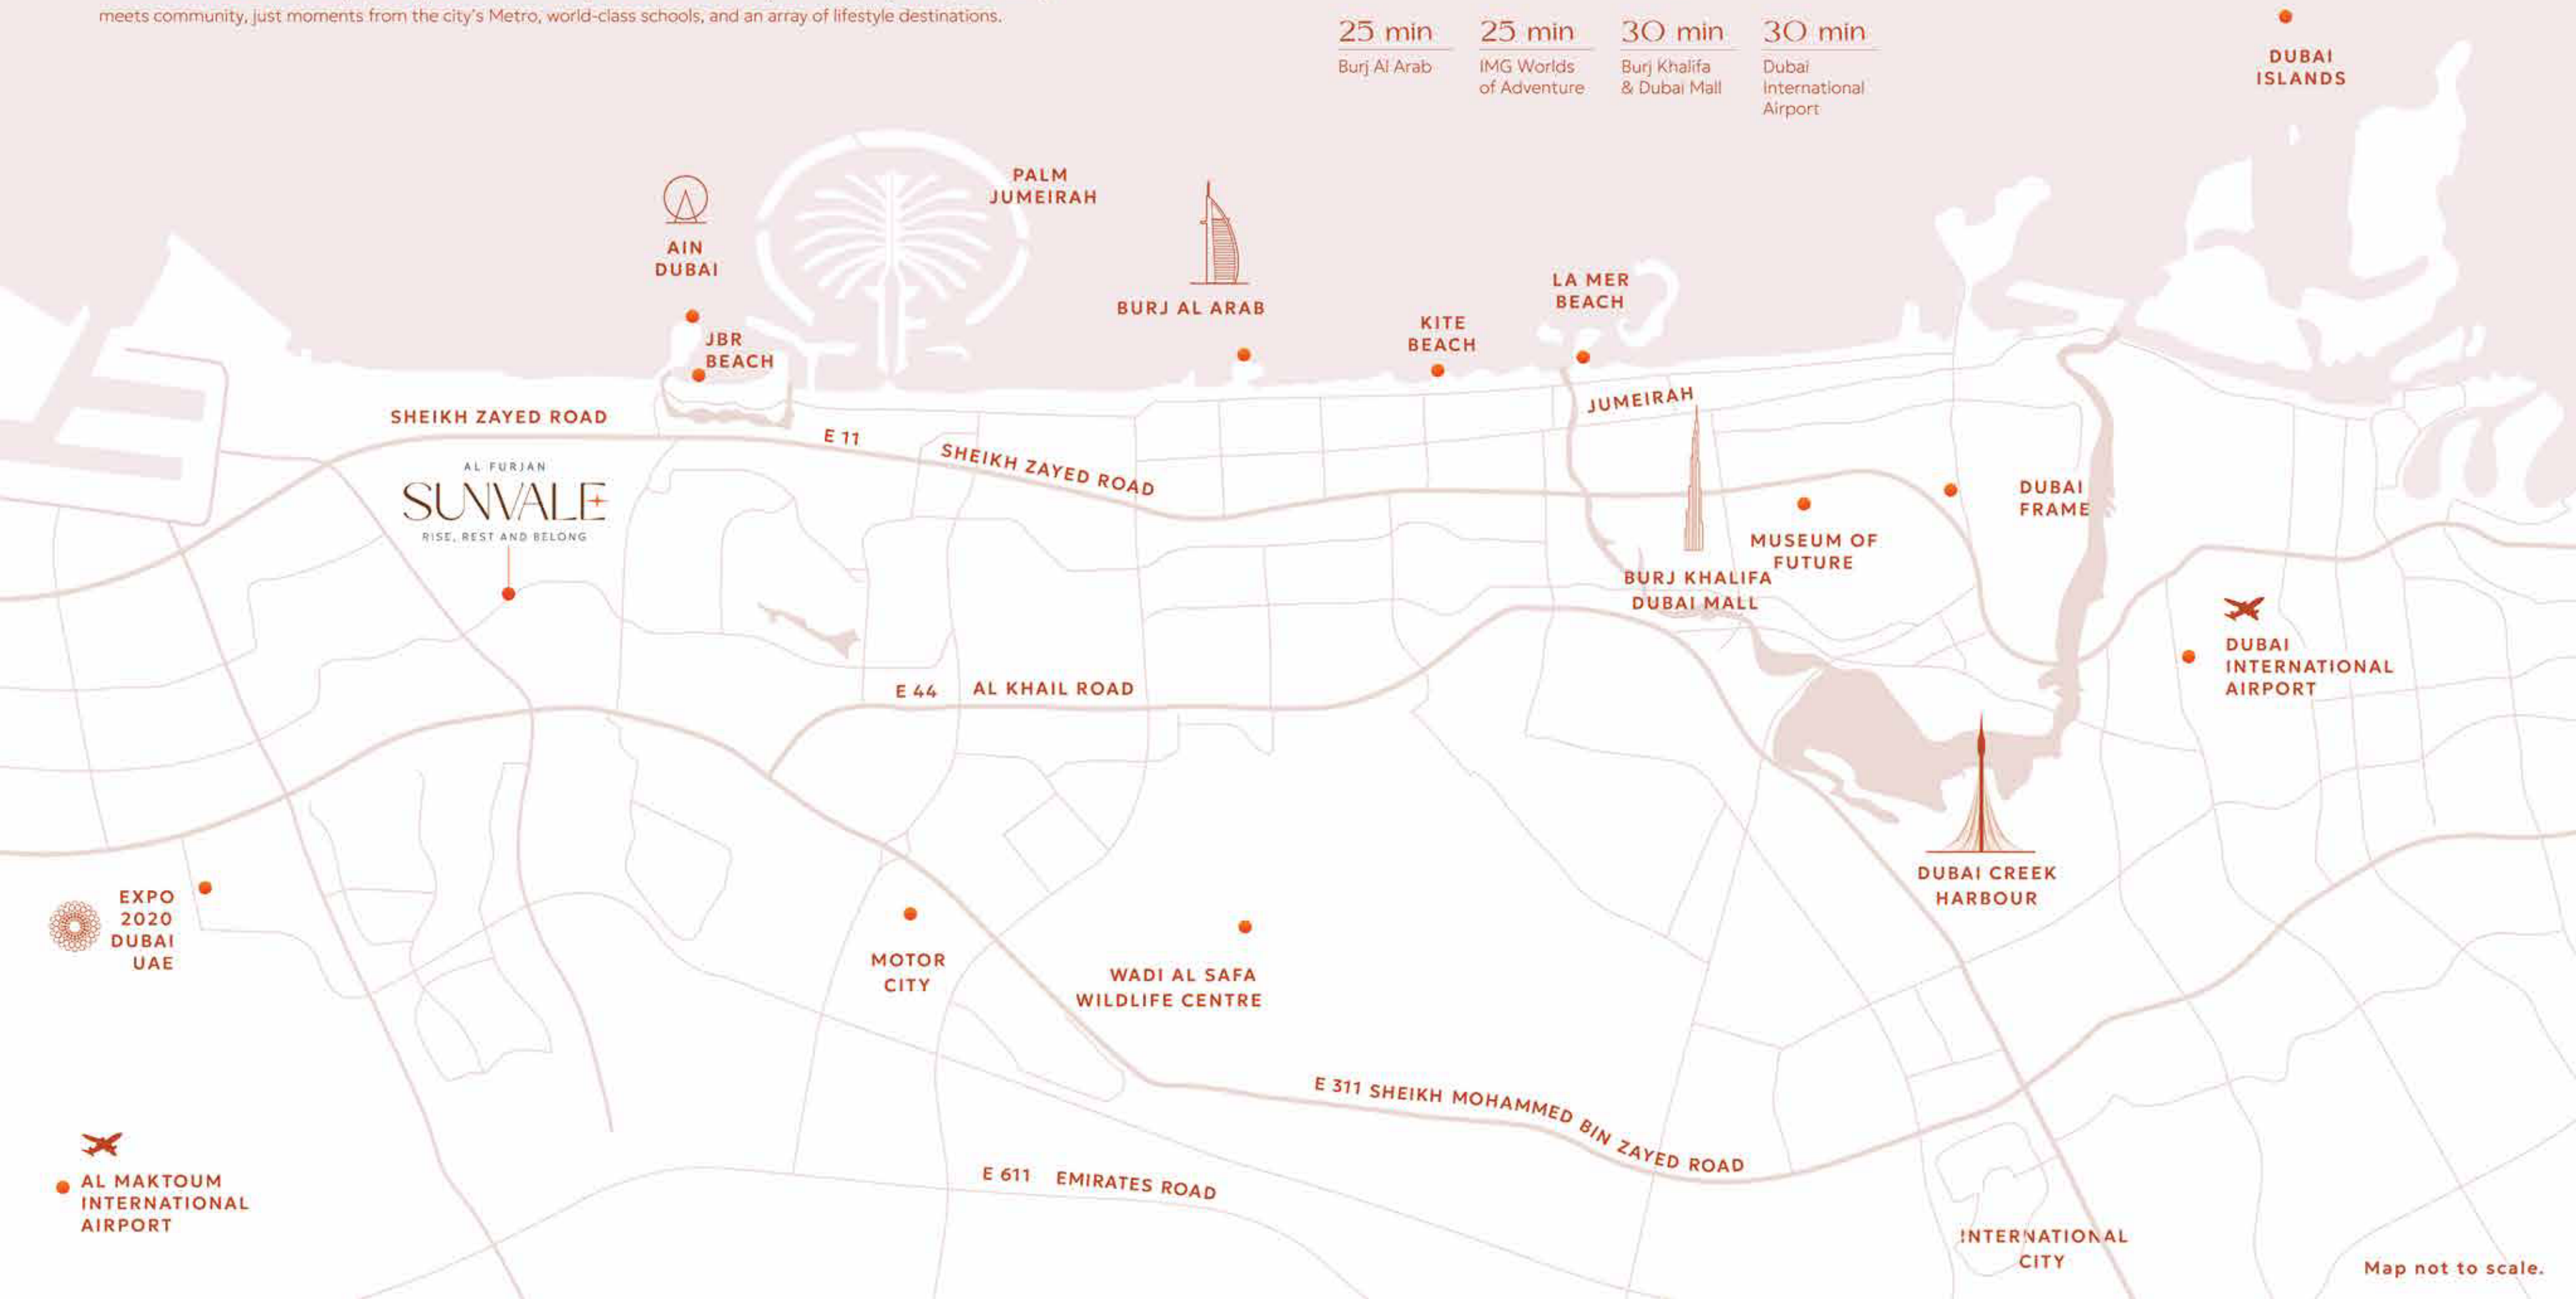 meets community, just moments from the city's Metro, world-class schools, and an array of lifestyle destinations.
25 min
Burj Al Arab
25 min
IMG Worlds
of Adventure
30 min
Burj Khalifa
& Dubai Mall
30 min
Dubai
International
Airport
DUBAI
ISLANDS
PALM
JUMEIRAH
AIN
DUBAI
BURJ AL ARAB
LA MER
BEACH
KITE
BEACH
JBR
BEACH
JUMEIRAH
SHEIKH ZAYED ROAD
E 11
SHEIKH ZAYED ROAD
AL FURJAN
SUNVALE
RISE, REST AND BELONG
DUBAI
FRAME
MUSEUM OF
FUTURE
BURJ KHALIFA
DUBAI MALL
DUBAI
INTERNATIONAL
AIRPORT
E 44 AL KHAIL ROAD
DUBAI CREEK
HARBOUR
EXPO
2020
DUBAI
UAE
MOTOR
CITY
WADI AL SAFA
WILDLIFE CENTRE
E 311 SHEIKH MOHAMMED BIN ZAYED ROAD
E 611 EMIRATES ROAD
AL MAKTOUM
INTERNATIONAL
AIRPORT
INTERNATIONAL
CITY
Map not to scale.